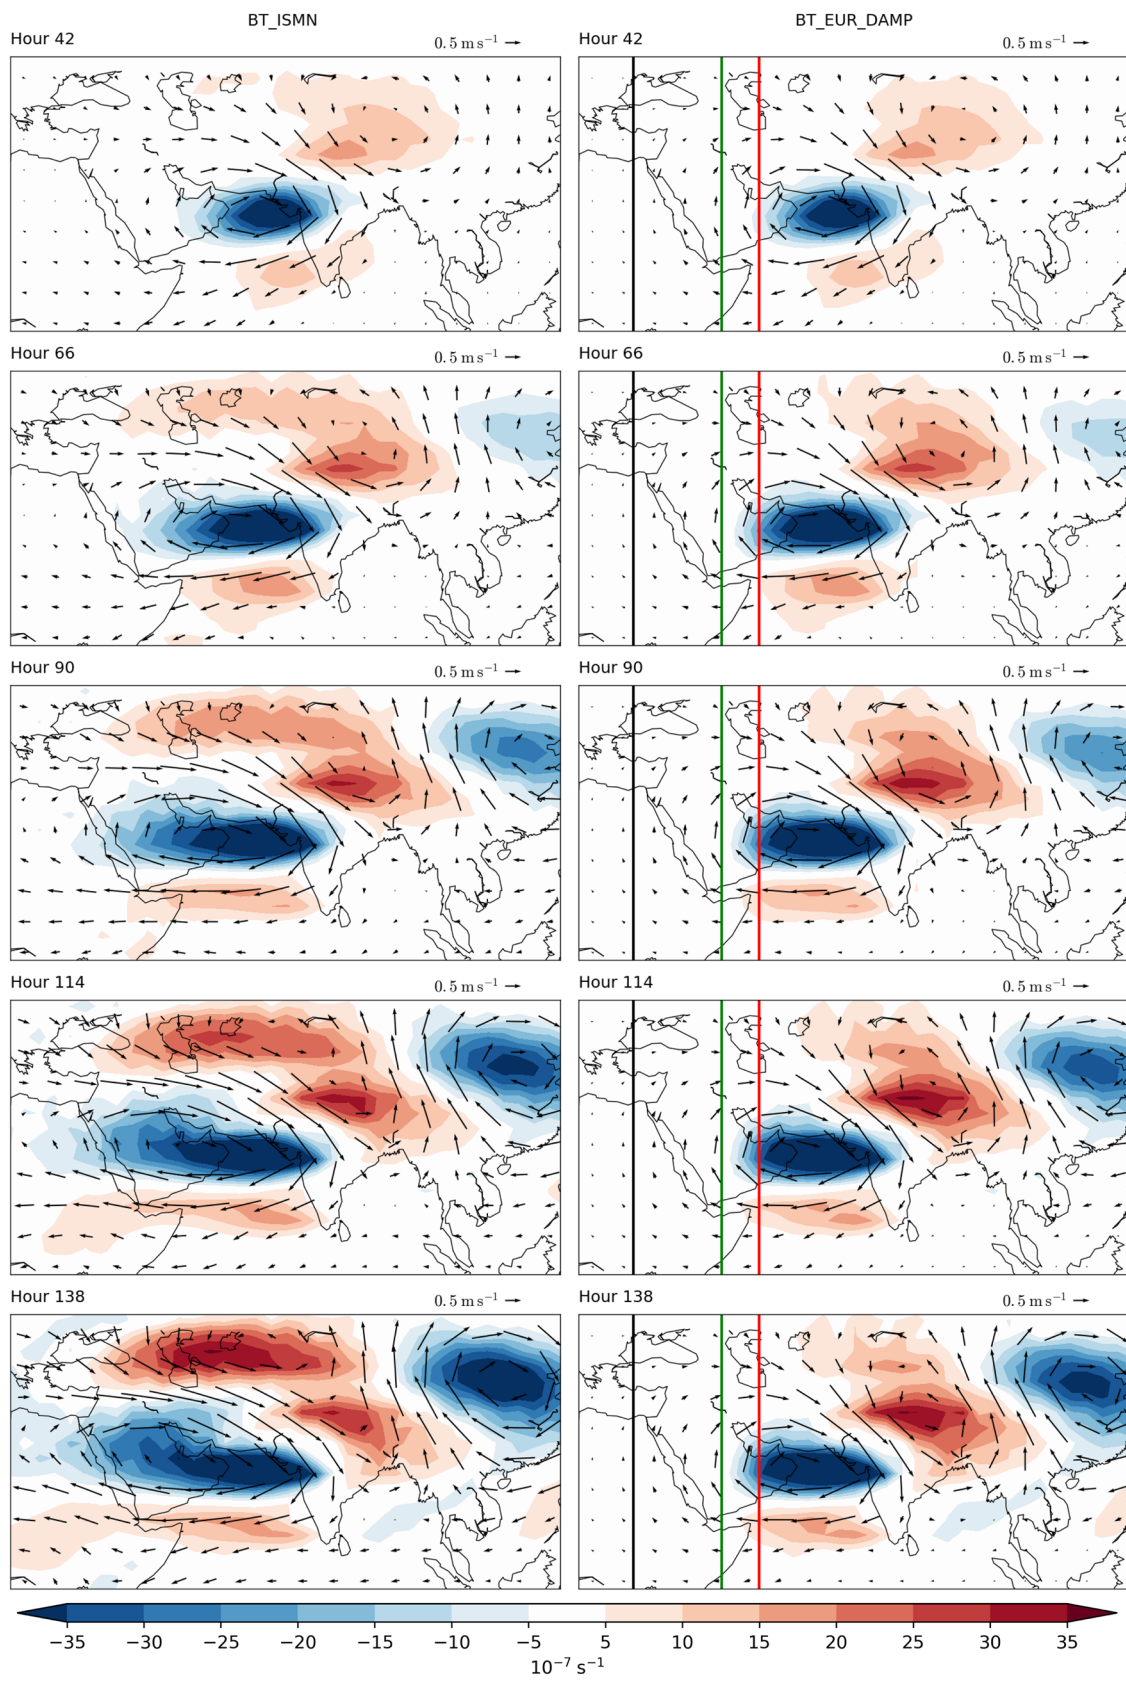 BT_ISMN BT_EUR_DAMP
Hour 42 0.5 m s⁻¹ Hour 42 0.5 m s⁻¹
Hour 66 0.5 m s⁻¹ Hour 66 0.5 m s⁻¹
Hour 90 0.5 m s⁻¹ Hour 90 0.5 m s⁻¹
Hour 114 0.5 m s⁻¹ Hour 114 0.5 m s⁻¹
Hour 138 0.5 m s⁻¹ Hour 138 0.5 m s⁻¹
−35 −30 −25 −20 −15 −10 −5 5 10 15 20 25 30 35
10⁻⁷ s⁻¹